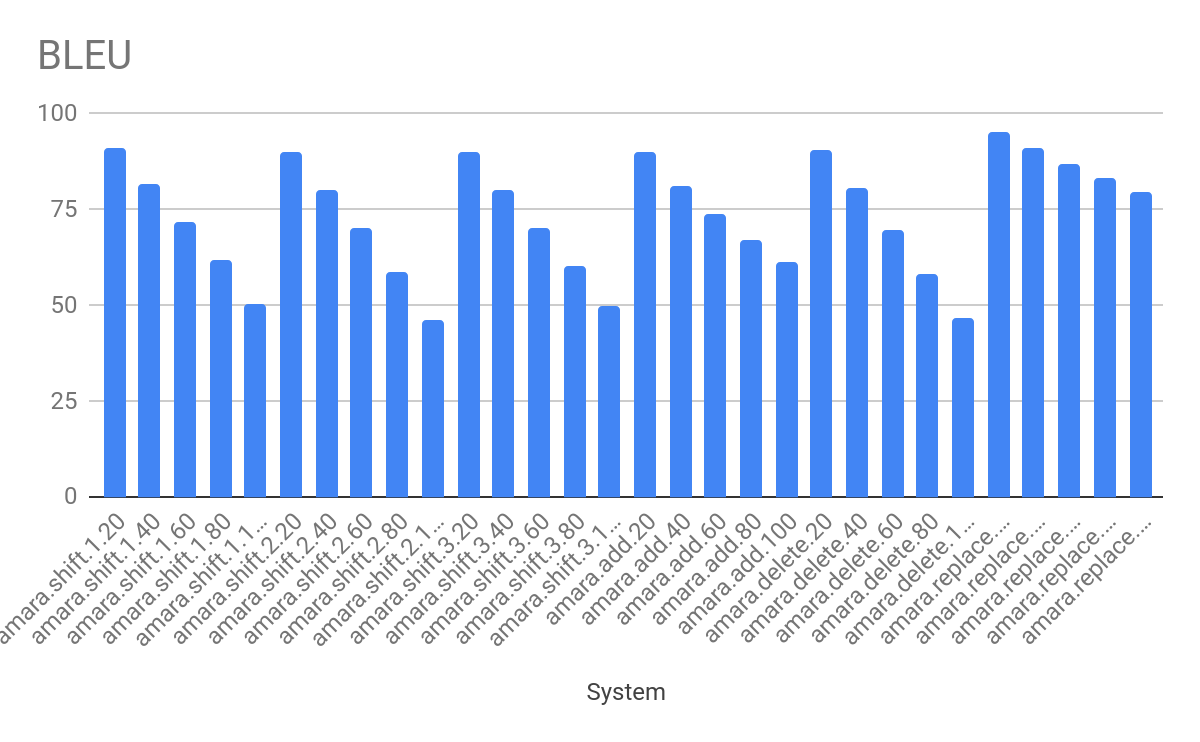 BLEU
100
75
50
25
0
amara.shift.1.20
amara.shift.1.40
amara.shift.1.60
amara.shift.1.80
amara.shift.1.1…
amara.shift.2.20
amara.shift.2.40
amara.shift.2.60
amara.shift.2.80
amara.shift.2.1…
amara.shift.3.20
amara.shift.3.40
amara.shift.3.60
amara.shift.3.80
amara.shift.3.1…
amara.add.20
amara.add.40
amara.add.60
amara.add.80
amara.add.100
amara.delete.20
amara.delete.40
amara.delete.60
amara.delete.80
amara.delete.1…
amara.replace.…
amara.replace.…
amara.replace.…
amara.replace.…
amara.replace.…
System